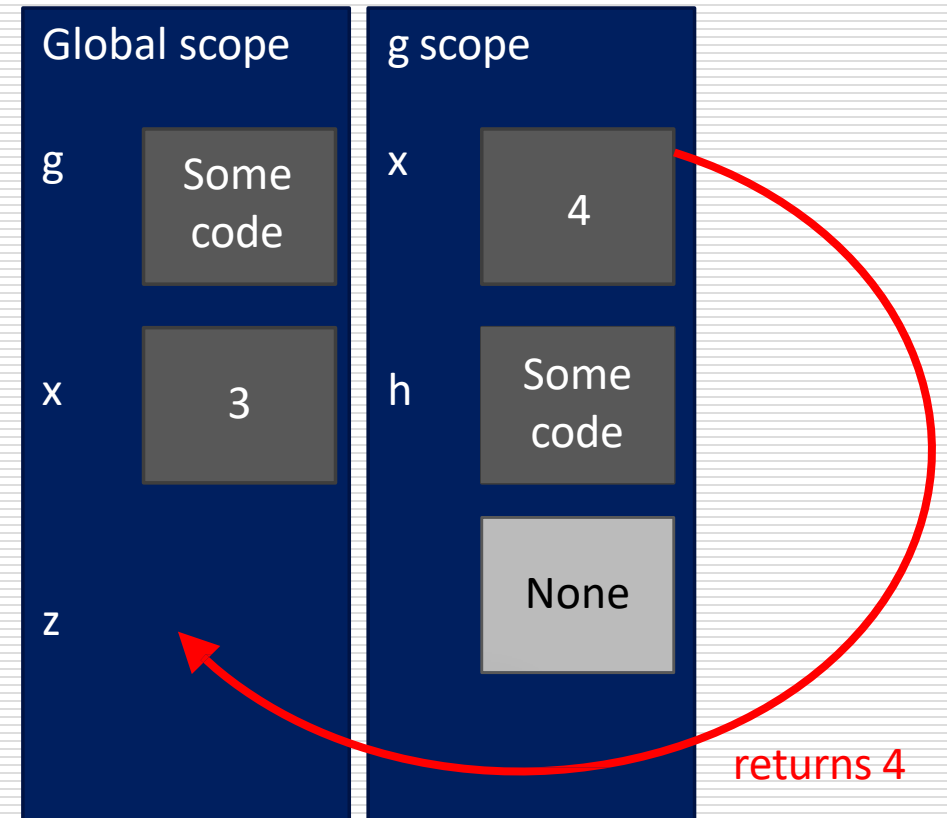 Global scope
g
Some
code
x
3
z
g scope
x
4
h
Some
code
None
returns 4